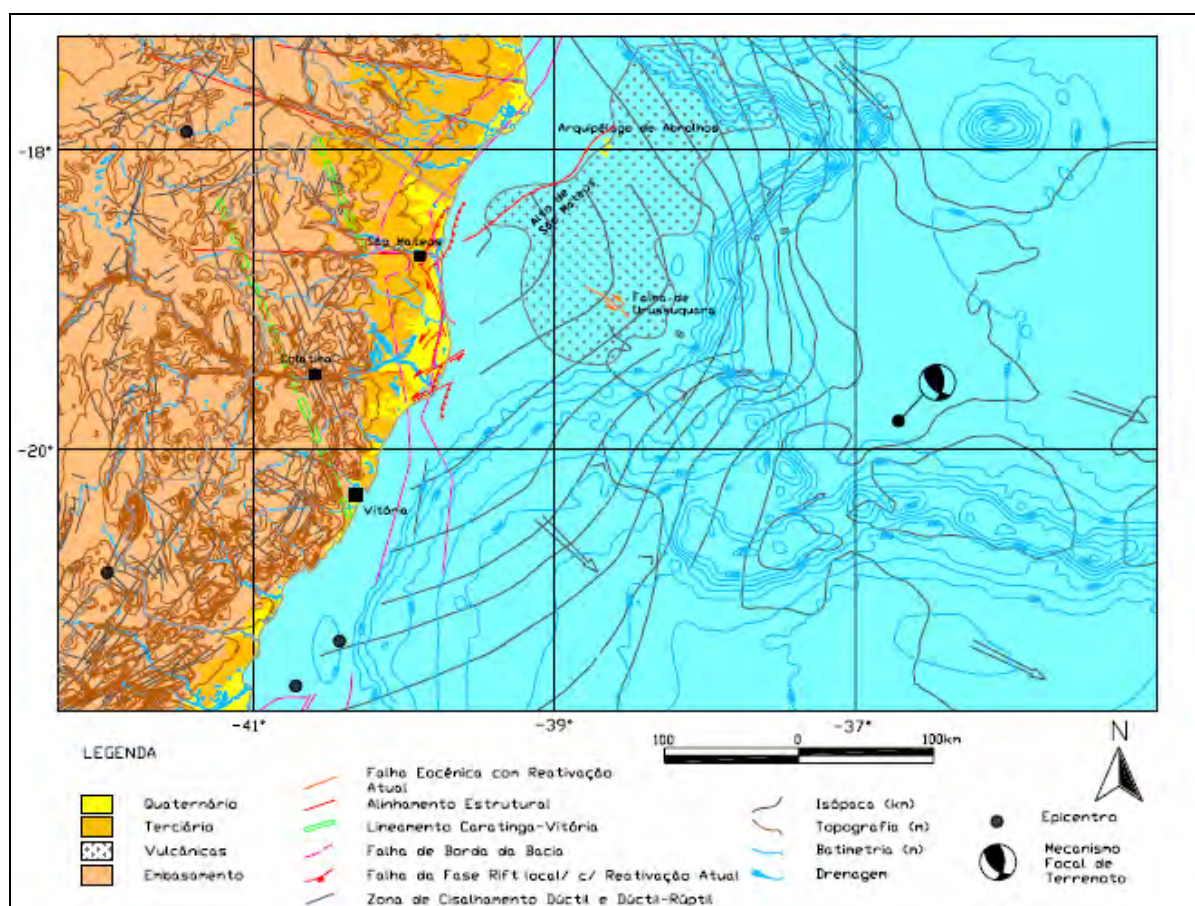 Arquipélago de Abrolhos
-18°
Alto de
São Mateus
São Mateus
Falha de
Urussuquara
Colatina
-20°
Vitória
-41°
-39°
-37°
N
LEGENDA
100
0
100km
Falha Eocênica com Reativação
Atual
Quaternário
Alinhamento Estrutural
Isópaca (km)
Epicentro
Terciário
Lineamento Caratinga-Vitória
Topografia (m)
Vulcânicas
Falha de Borda da Bacia
Batimetria (m)
Mecanismo
Focal de
Terremoto
Embasamento
Falha da Fase Rift local/ c/ Reativação Atual
Drenagem
Zona de Cisalhamento Dúctil e Dúctil-Rúptil